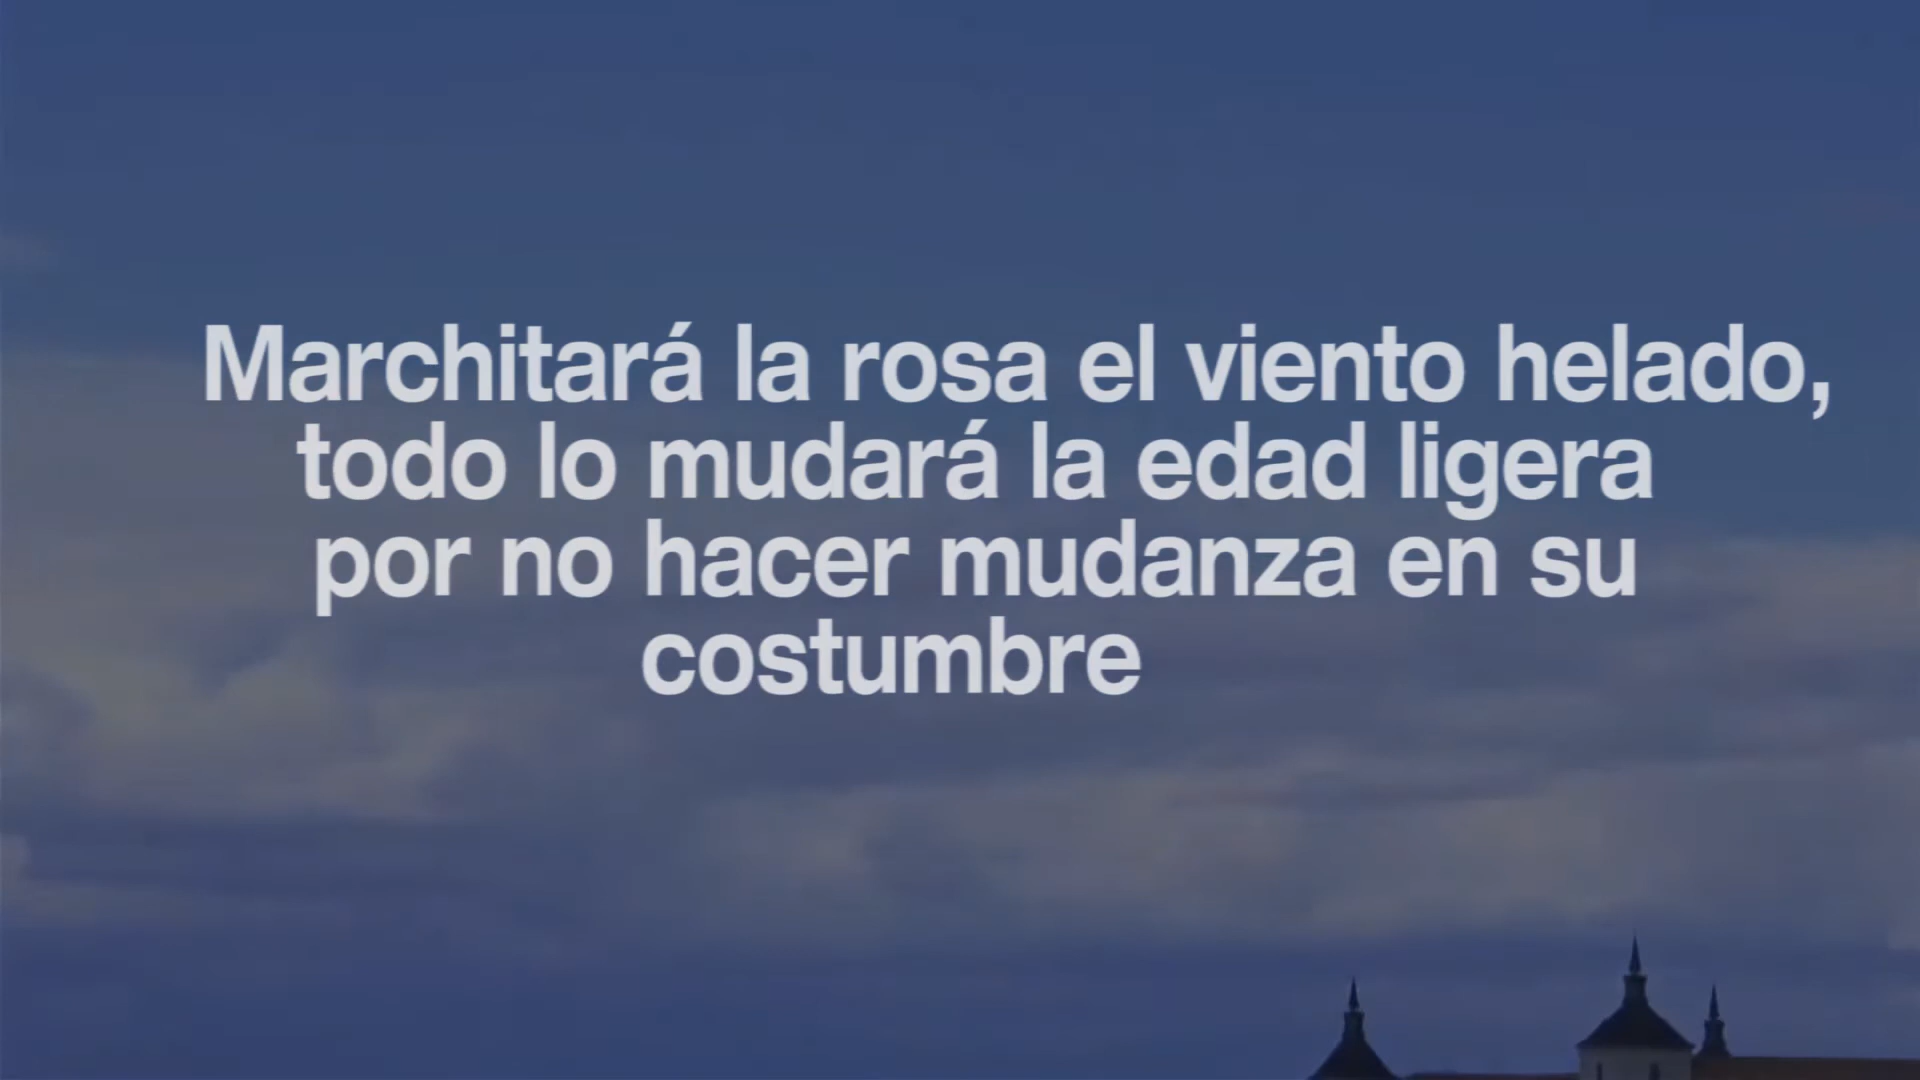 Marchitará la rosa el viento helado,
todo lo mudará la edad ligera
por no hacer mudanza en su
costumbre